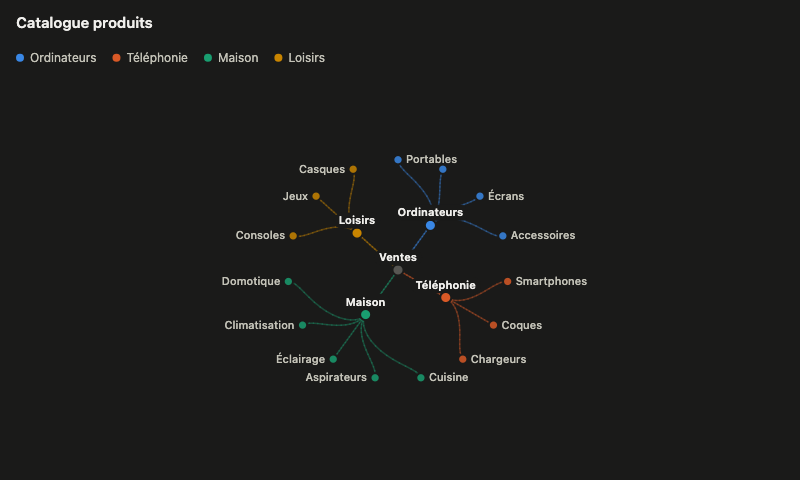 Catalogue produits
Ordinateurs
Téléphonie
Maison
Loisirs
Portables
Casques
Jeux
Écrans
Ordinateurs
Loisirs
Consoles
Accessoires
Ventes
Domotique
Téléphonie
Smartphones
Maison
Climatisation
Coques
Éclairage
Chargeurs
Aspirateurs
Cuisine